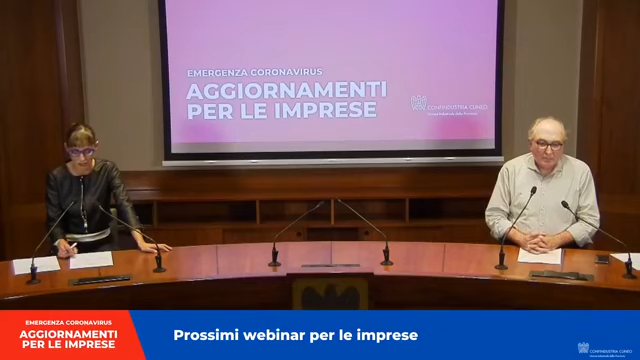 EMERGENZA CORONAVIRUS
AGGIORNAMENTI
PER LE IMPRESE
CONFINDUSTRIA CUNEO
EMERGENZA CORONAVIRUS
AGGIORNAMENTI
PER LE IMPRESE
Prossimi webinar per le imprese
CONFINDUSTRIA CUNEO